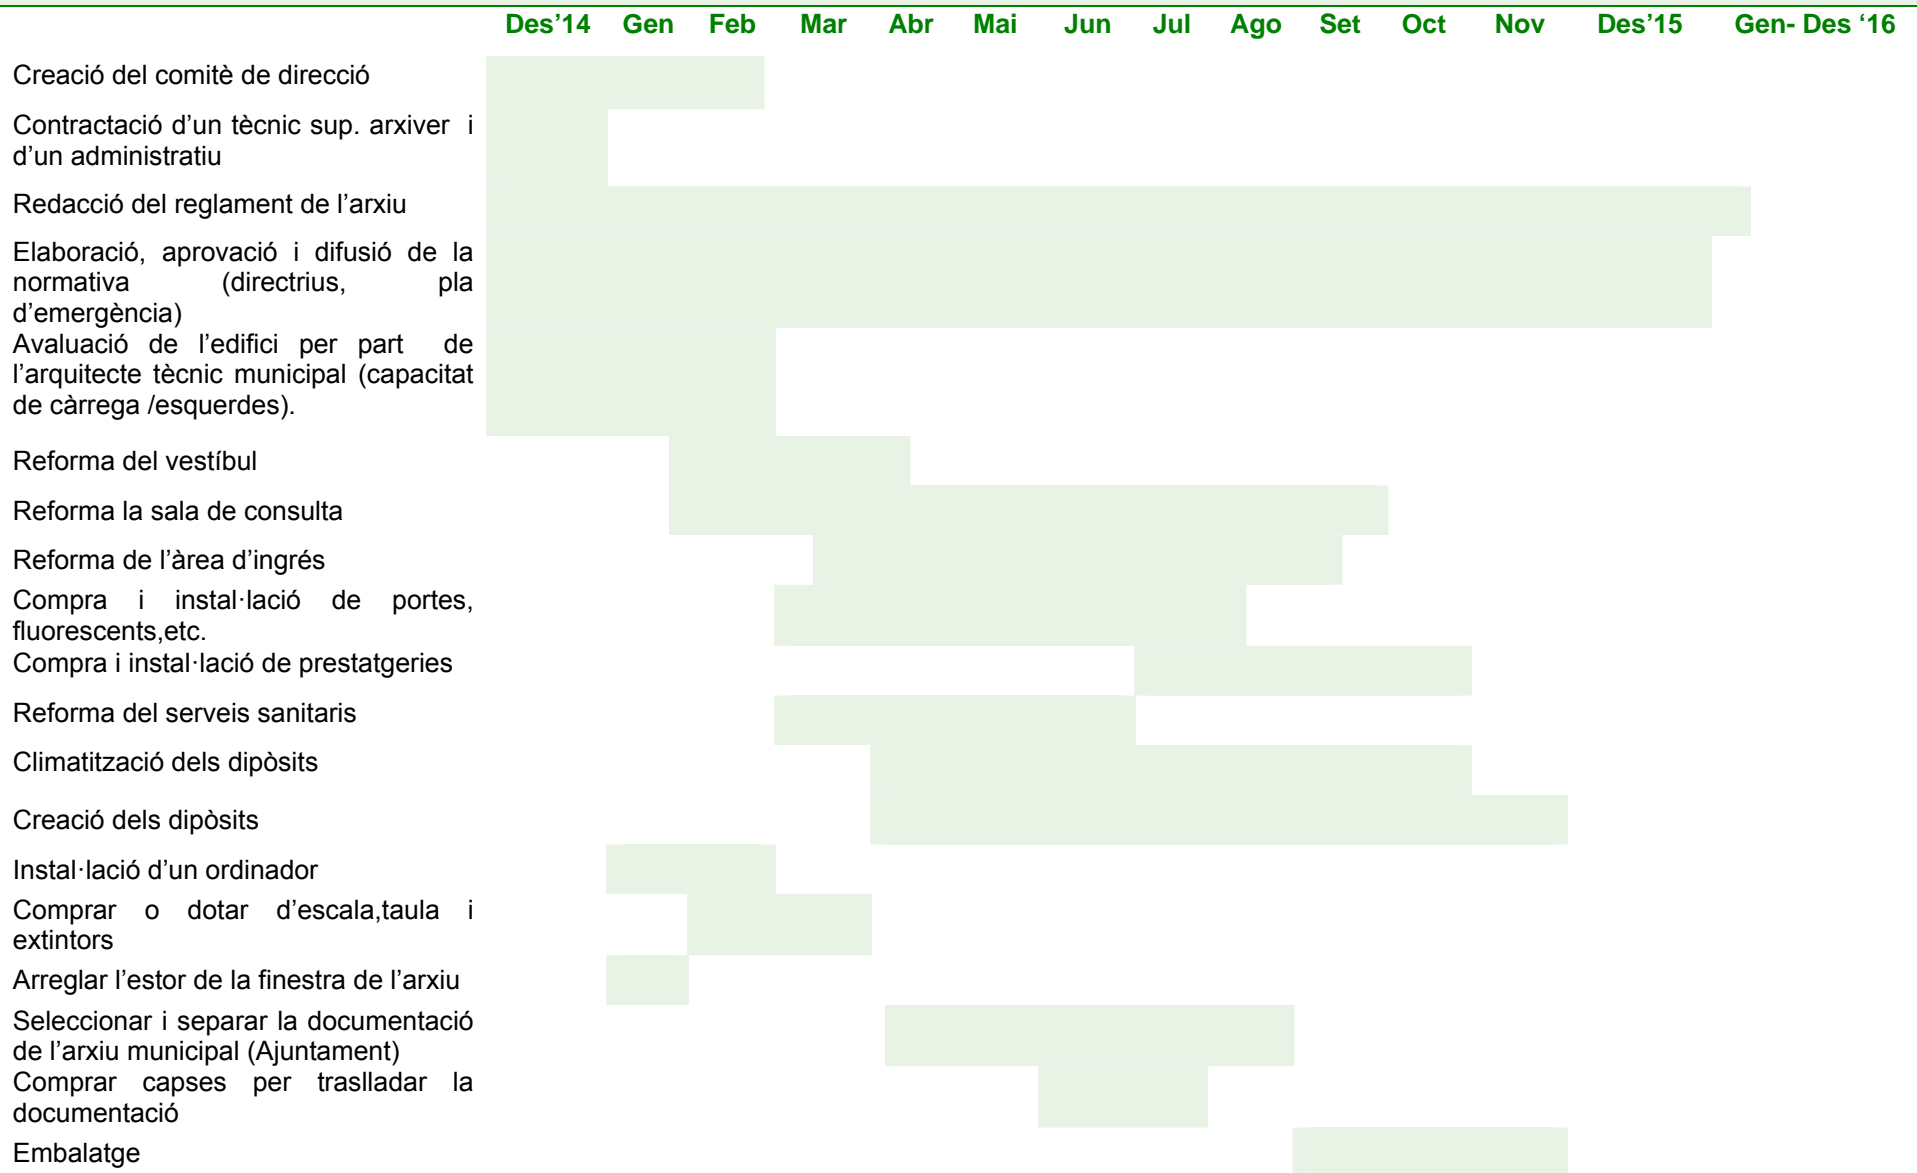 Des’14 Gen Feb Mar Abr Mai Jun Jul Ago Set Oct Nov Des’15 Gen- Des ‘16
Creació del comitè de direcció
Contractació d’un tècnic sup. arxiver i
d’un administratiu
Redacció del reglament de l’arxiu
Elaboració, aprovació i difusió de la
normativa (directrius, pla
d’emergència)
Avaluació de l’edifici per part de
l’arquitecte tècnic municipal (capacitat
de càrrega /esquerdes).
Reforma del vestíbul
Reforma la sala de consulta
Reforma de l’àrea d’ingrés
Compra i instal·lació de portes,
fluorescents,etc.
Compra i instal·lació de prestatgeries
Reforma del serveis sanitaris
Climatització dels dipòsits
Creació dels dipòsits
Instal·lació d’un ordinador
Comprar o dotar d’escala,taula i
extintors
Arreglar l’estor de la finestra de l’arxiu
Seleccionar i separar la documentació
de l’arxiu municipal (Ajuntament)
Comprar capses per traslladar la
documentació
Embalatge